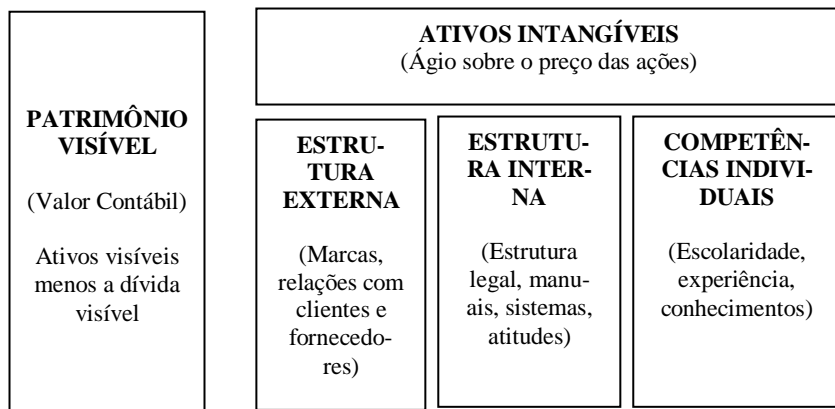 PATRIMÔNIO
VISÍVEL
(Valor Contábil)
Ativos visíveis
menos a dívida
visível
ATIVOS INTANGÍVEIS
(Ágio sobre o preço das ações)
ESTRU-
TURA
EXTERNA
(Marcas,
relações com
clientes e
fornecedo-
res)
ESTRUTU-
RA INTER-
NA
(Estrutura
legal, manu-
ais, sistemas,
atitudes)
COMPETÊN-
CIAS INDIVI-
DUAIS
(Escolaridade,
experiência,
conhecimentos)